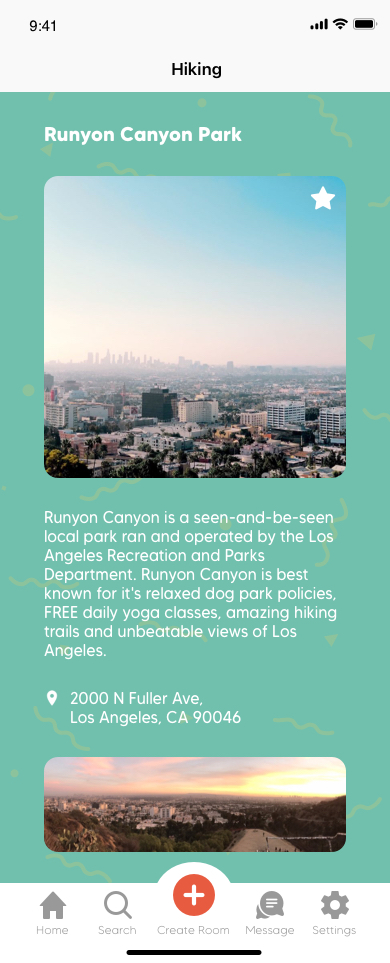 9:41
Hiking
Runyon Canyon Park
Runyon Canyon is a seen-and-be-seen
local park ran and operated by the Los
Angeles Recreation and Parks
Department. Runyon Canyon is best
known for it's relaxed dog park policies,
FREE daily yoga classes, amazing hiking
trails and unbeatable views of Los
Angeles.
2000 N Fuller Ave,
Los Angeles, CA 90046
Home Search Create Room Message Settings